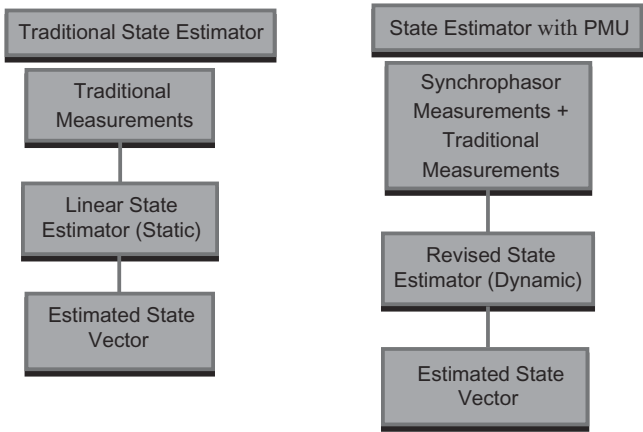 Traditional State Estimator
Traditional
Measurements
Linear State
Estimator (Static)
Estimated State
Vector
State Estimator with PMU
Synchrophasor
Measurements +
Traditional
Measurements
Revised State
Estimator (Dynamic)
Estimated State
Vector